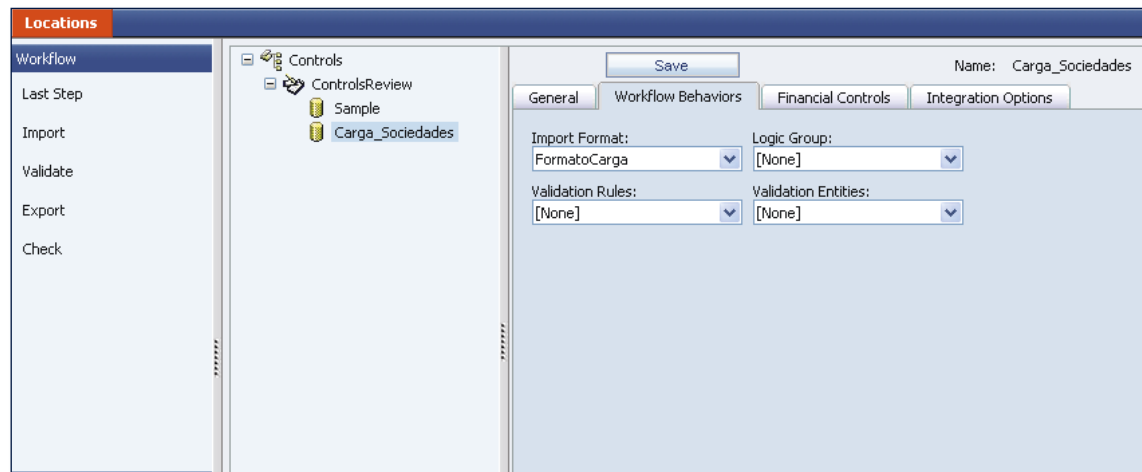 Locations
Workflow
Last Step
Import
Validate
Export
Check
Controls
ControlsReview
Sample
Carga_Sociedades
Save
Name: Carga_Sociedades
General Workflow Behaviors Financial Controls Integration Options
Import Format: Logic Group:
FormatoCarga [None]
Validation Rules: Validation Entities:
[None] [None]